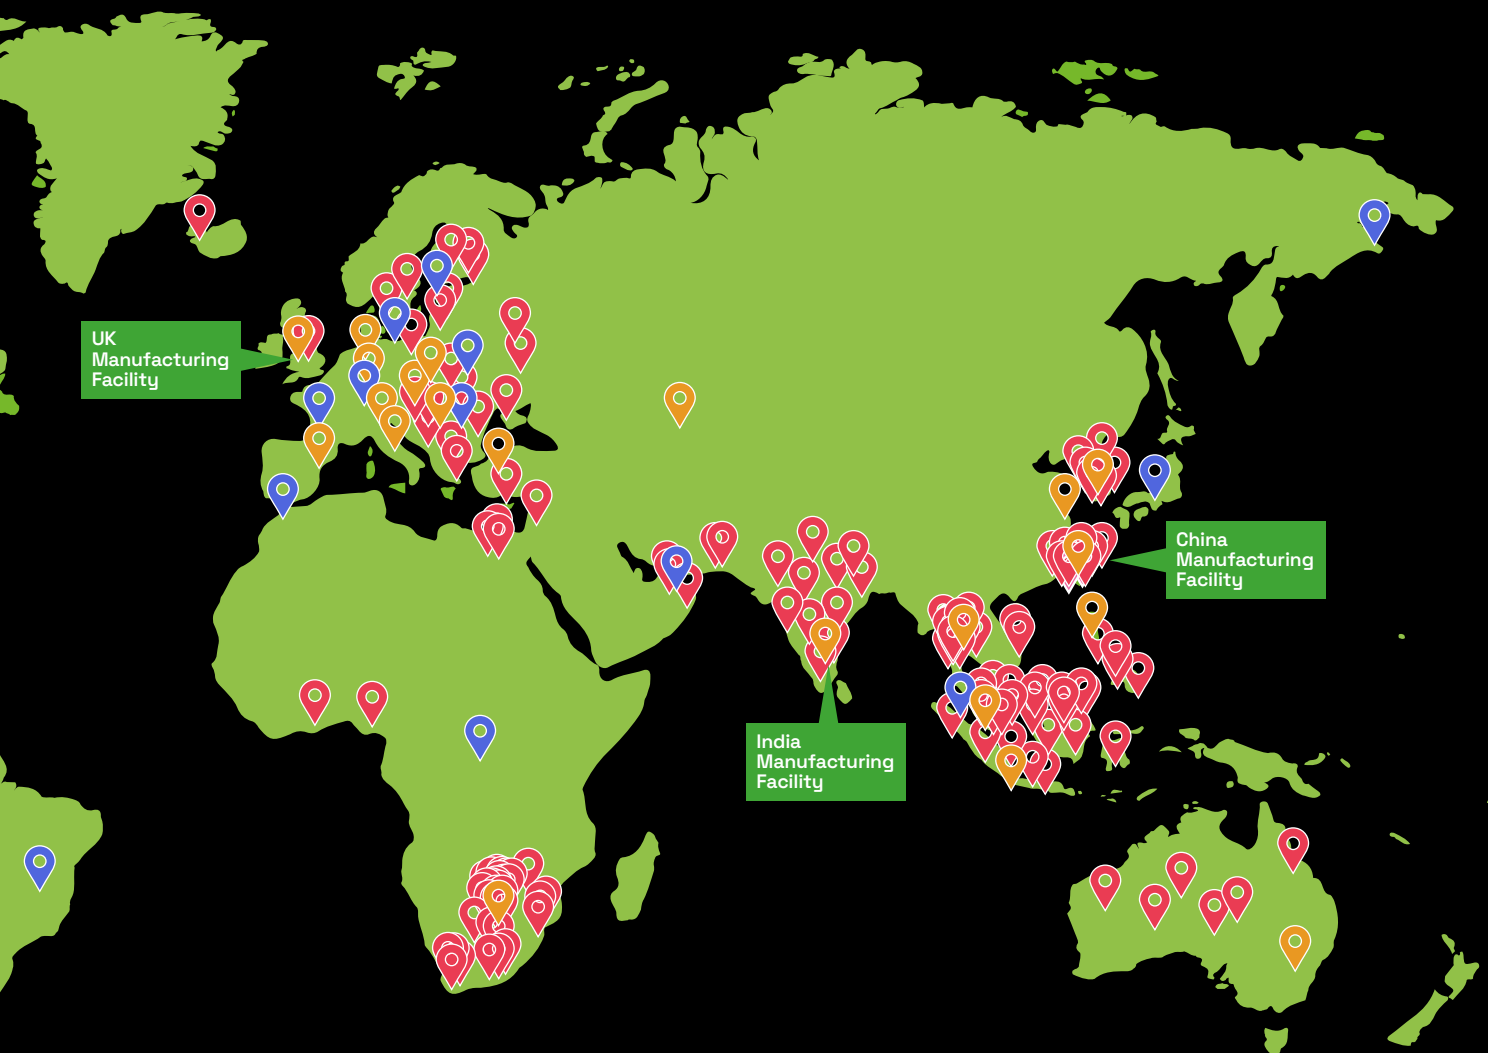 UK
Manufacturing
Facility
China
Manufacturing
Facility
India
Manufacturing
Facility